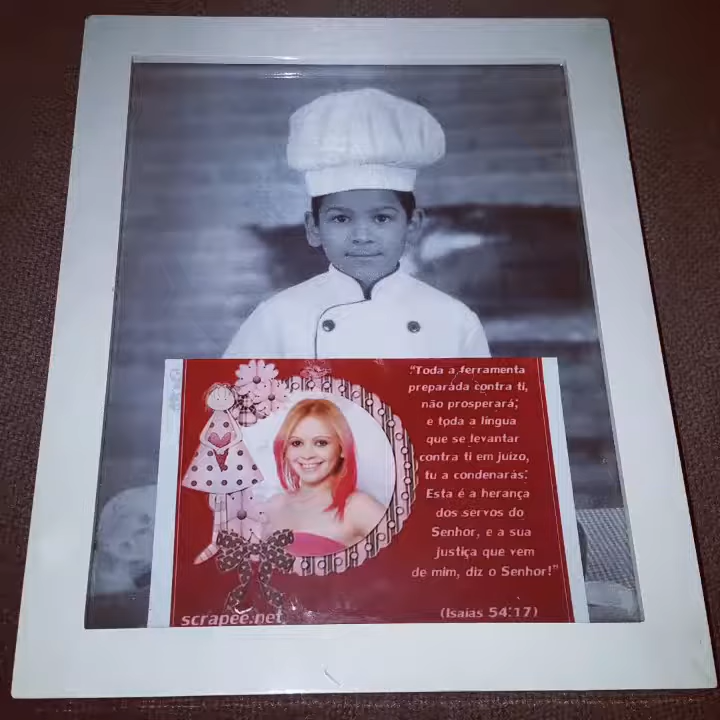 "Toda a ferramenta
preparada contra ti,
não prosperará;
e toda a língua
que se levantar
contra ti em juízo,
tu a condenarás:
Esta é a herança
dos servos do
Senhor, e a sua
justiça que vem
de mim, diz o Senhor!"
(Isaías 54:17)
scrapee.net